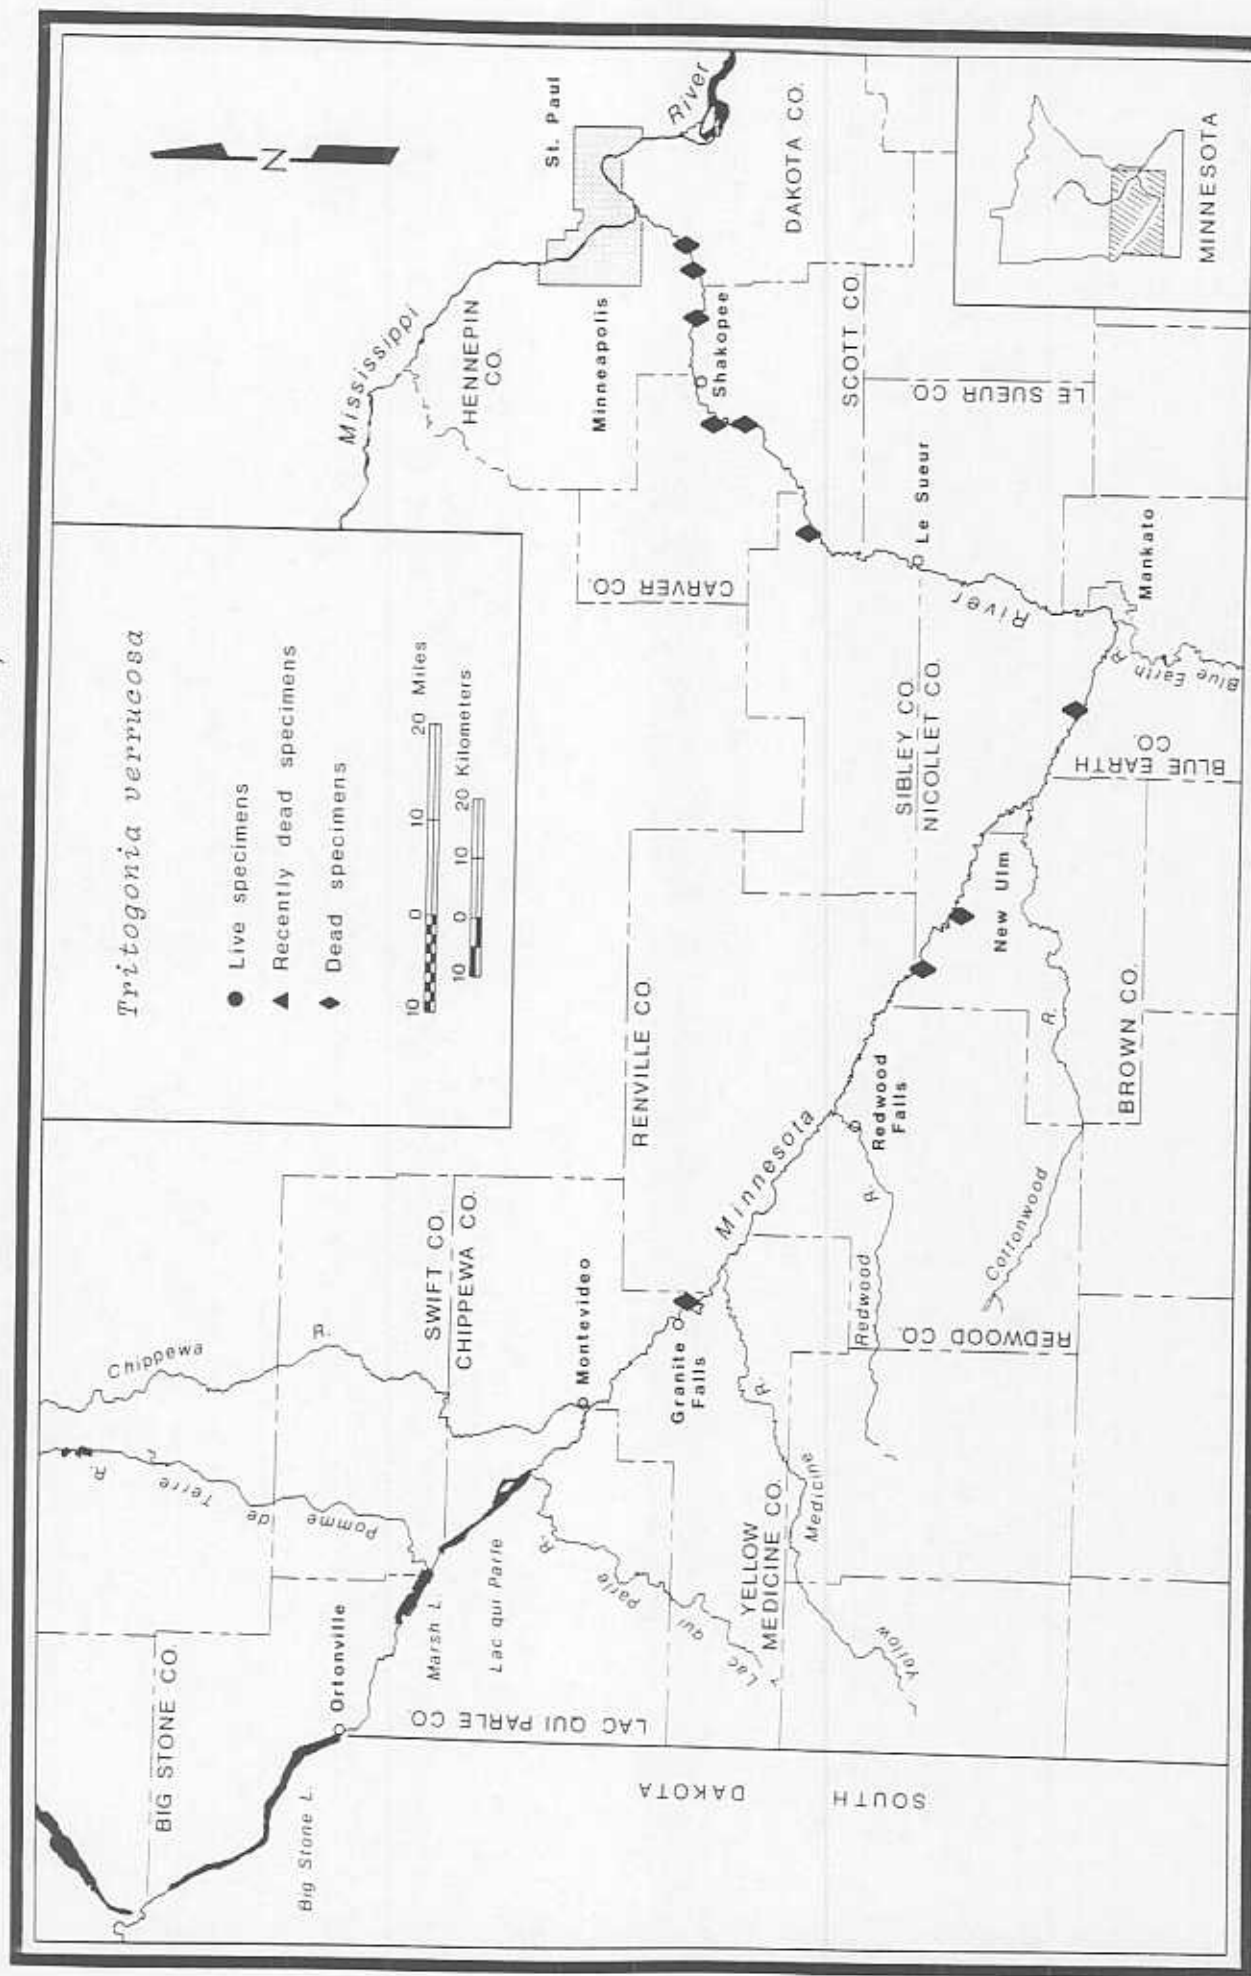 Tritogonia verrucosa
● Live specimens
▲ Recently dead specimens
◆ Dead specimens
10 0 10 20 Miles
10 0 10 20 Kilometers
N
St. Paul
River
Mississippi
HENNEPIN
CO.
Minneapolis
DAKOTA CO.
Shakopee
SCOTT CO.
CARVER CO.
LE SUEUR CO
Le Sueur
River
Mankato
Blue Earth
R.
BLUE EARTH
CO.
SIBLEY CO.
NICOLLET CO.
New Ulm
BROWN CO.
R.
Cottonwood
RENVILLE CO.
Redwood
Falls
Minnesota
R.
Redwood
REDWOOD CO.
SWIFT CO.
CHIPPEWA CO.
Chippewa
R.
Montevideo
Granite
Falls
R.
Medicine
Yellow
YELLOW
MEDICINE CO.
Pomme
de
Terre
R.
Lac qui Parle
Marsh L.
Lac
qui
Parle
R.
LAC QUI PARLE CO
BIG STONE CO.
Ortonville
Big Stone L.
SOUTH
DAKOTA
MINNESOTA